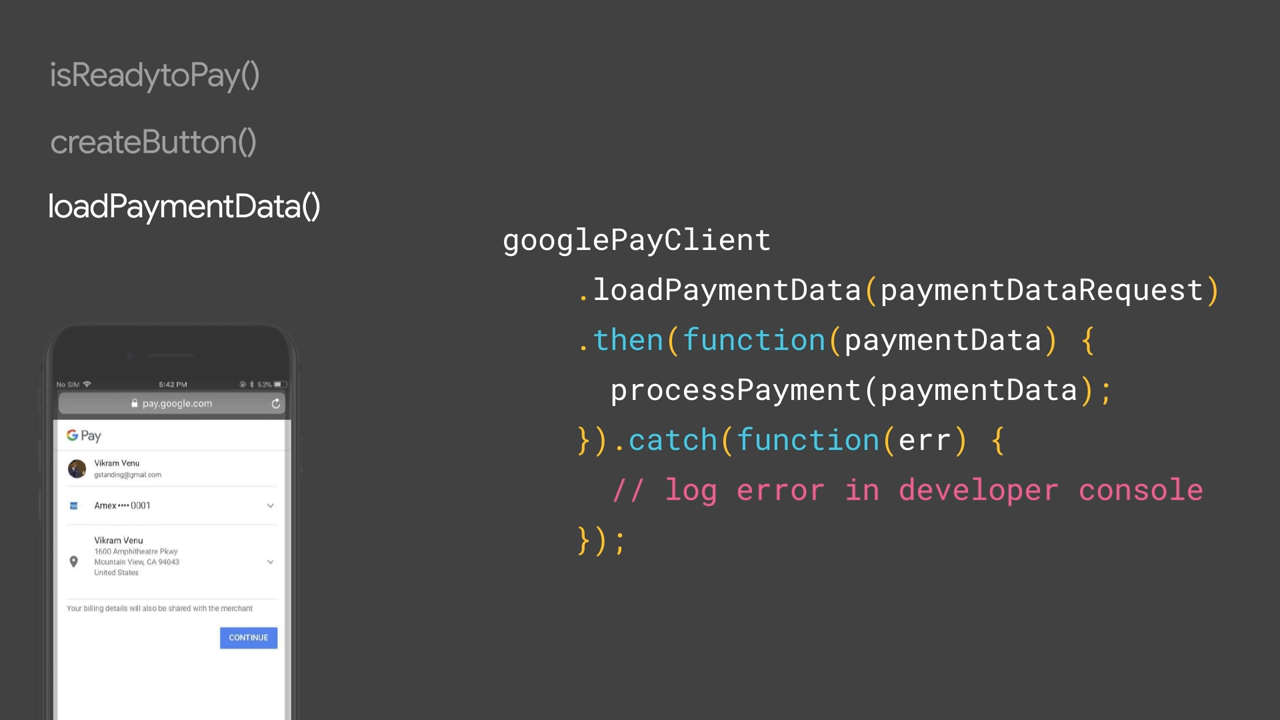 isReadytoPay()
createButton()
loadPaymentData()
googlePayClient
.loadPaymentData(paymentDataRequest)
.then(function(paymentData) {
processPayment(paymentData);
}).catch(function(err) {
// log error in developer console
});
No SIM 5:42 PM 53%
pay.google.com
G Pay
Vikram Venu
gstanding@gmail.com
Amex •••• 0001
Vikram Venu
1600 Amphitheatre Pkwy
Mountain View, CA 94043
United States
Your billing details will also be shared with the merchant
CONTINUE